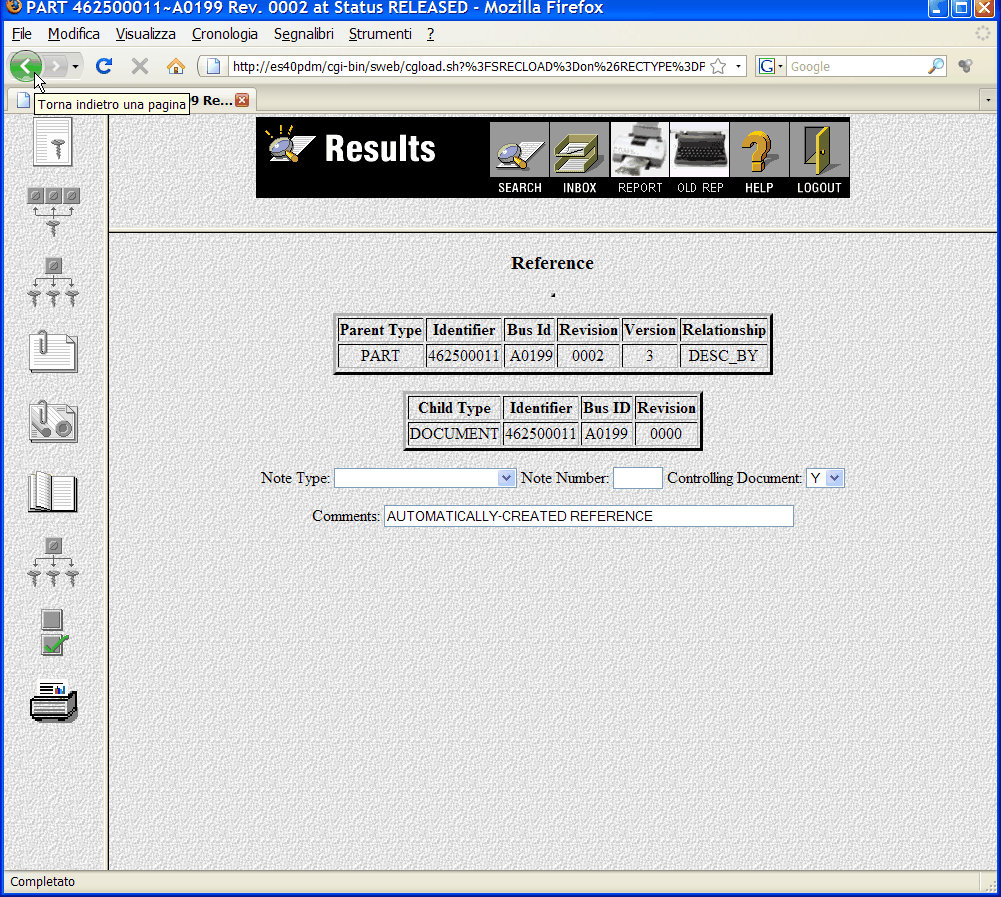 PART 462500011~A0199 Rev. 0002 at Status RELEASED - Mozilla Firefox
File Modifica Visualizza Cronologia Segnalibri Strumenti ?
http://es40pdm/cgi-bin/sweb/cgload.sh?%3FSRECLOAD%3Don%26RECTYPE%3DF
G Google
Torna indietro una pagina 9 Re...
Results
SEARCH INBOX REPORT OLD REP HELP LOGOUT
Reference
Parent Type Identifier Bus Id Revision Version Relationship
PART 462500011 A0199 0002 3 DESC_BY
Child Type Identifier Bus ID Revision
DOCUMENT 462500011 A0199 0000
Note Type: Note Number: Controlling Document: Y
Comments: AUTOMATICALLY-CREATED REFERENCE
Completato